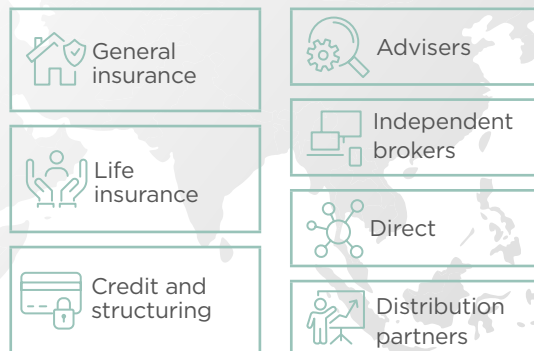 General
insurance
Life
insurance
Credit and
structuring
Advisers
Independent
brokers
Direct
Distribution
partners